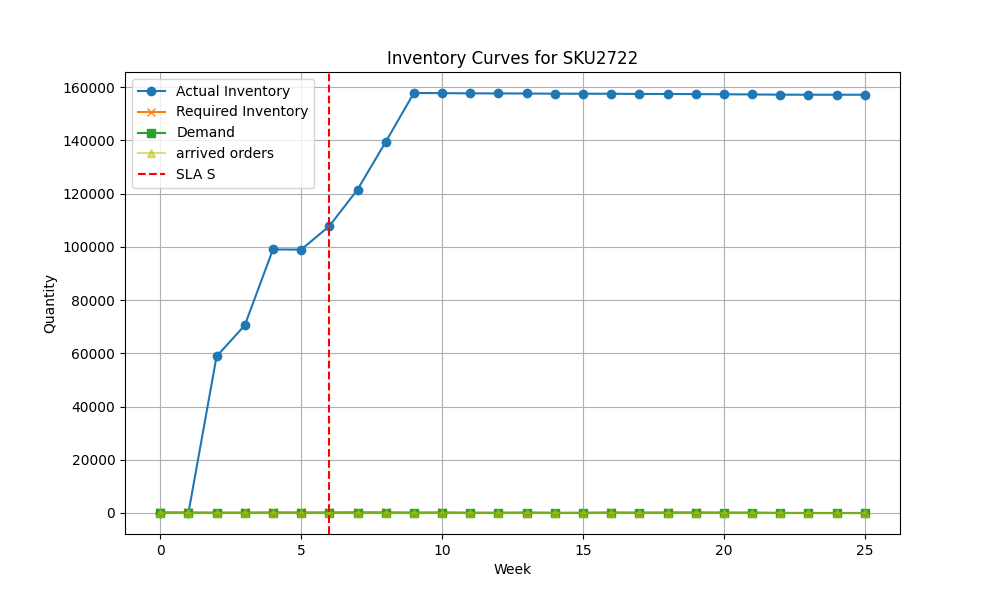 Inventory Curves for SKU2722
160000
140000
120000
100000
80000
60000
40000
20000
0
Quantity
Actual Inventory
Required Inventory
Demand
arrived orders
SLA S
0 5 10 15 20 25
Week